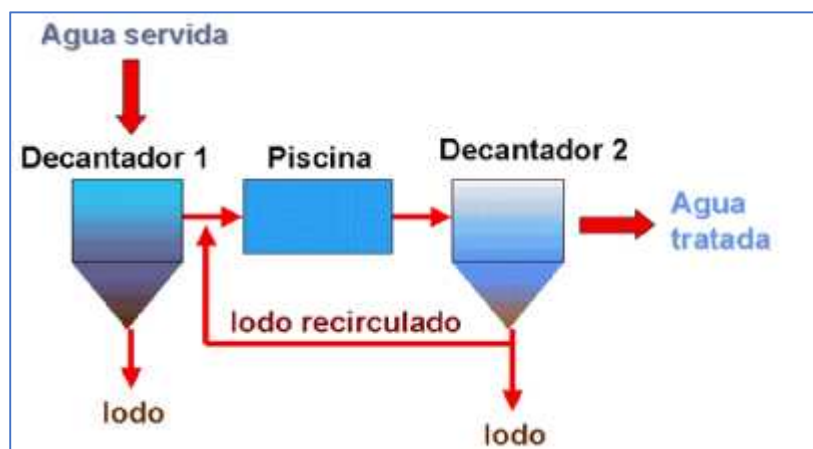 Agua servida
Decantador 1
Piscina
Decantador 2
Agua
tratada
lodo recirculado
lodo
lodo